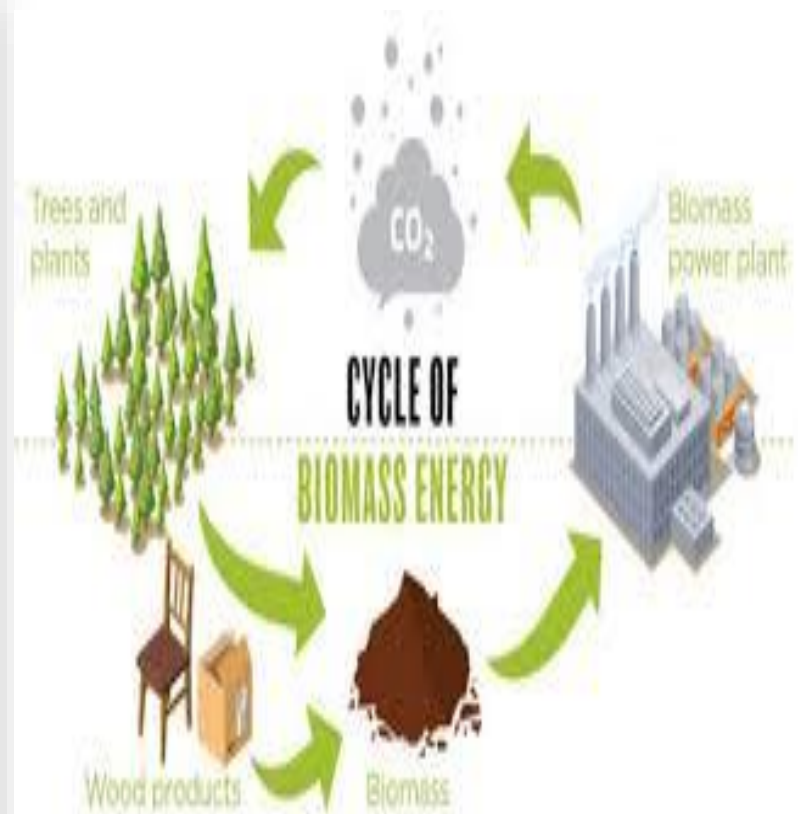 CO₂
Trees and
plants
Biomass
power plant
CYCLE OF
BIOMASS ENERGY
Wood products
Biomass